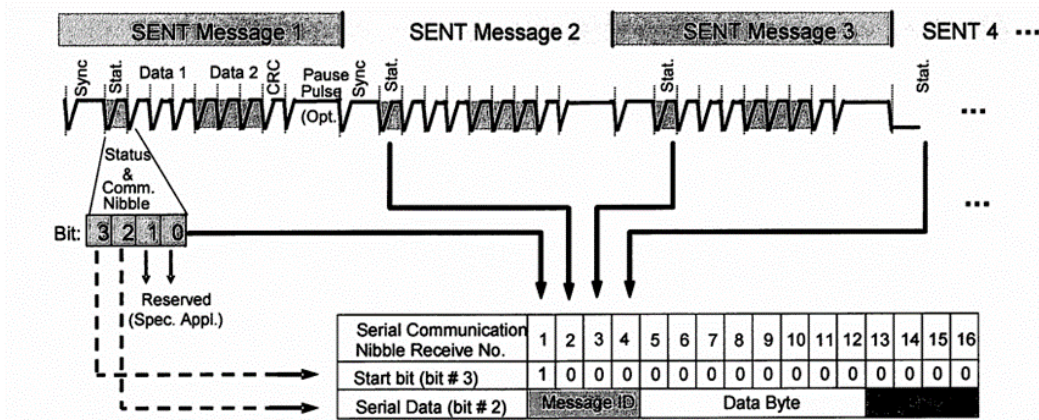 SENT Message 1 SENT Message 2 SENT Message 3 SENT 4 ...
Sync Stat. Data 1 Data 2 CRC Pause Pulse (Opt. Sync Stat. Stat. Stat.
...
Status
&
Comm.
Nibble
...
Bit: 3 2 1 0
Reserved
(Spec. Appl.)
Serial Communication
Nibble Receive No. 1 2 3 4 5 6 7 8 9 10 11 12 13 14 15 16
Start bit (bit # 3) 1 0 0 0 0 0 0 0 0 0 0 0 0 0 0 0
Serial Data (bit # 2) Message ID Data Byte